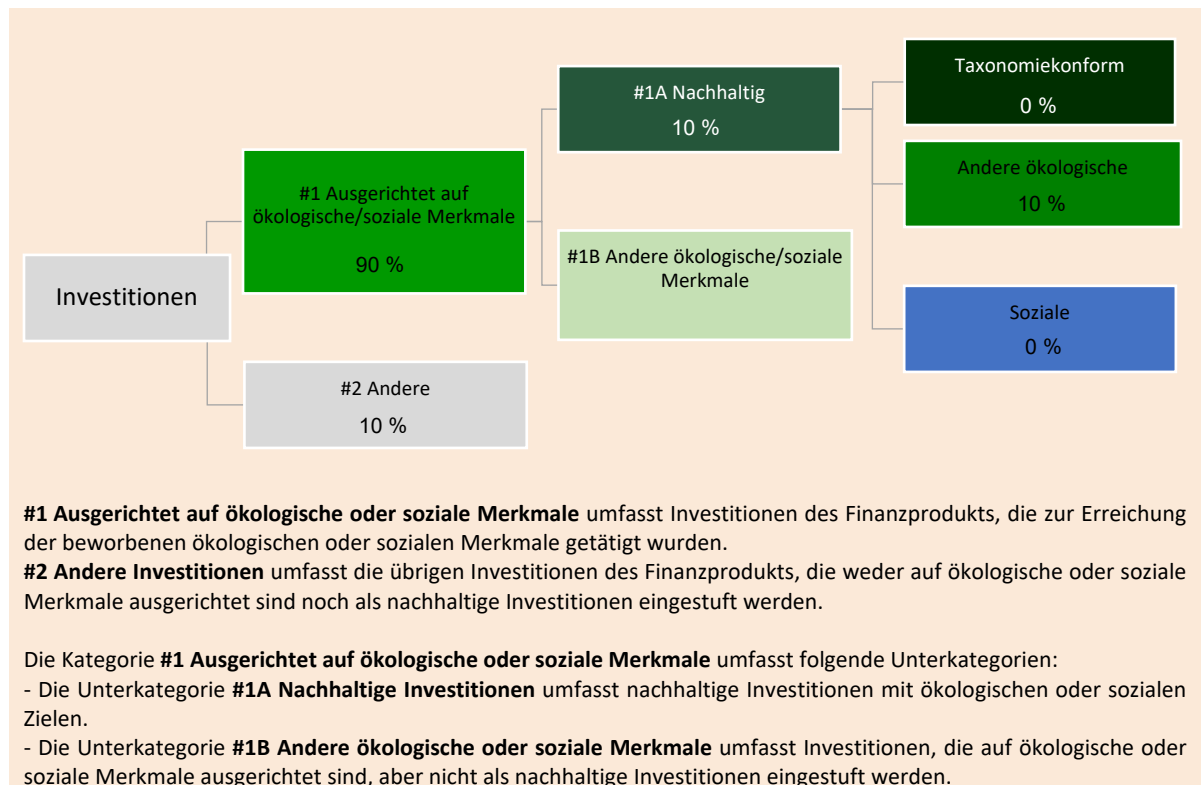 Investitionen
#1 Ausgerichtet auf
ökologische/soziale Merkmale
90 %
#2 Andere
10 %
#1A Nachhaltig
10 %
#1B Andere ökologische/soziale
Merkmale
Taxonomiekonform
0 %
Andere ökologische
10 %
Soziale
0 %
#1 Ausgerichtet auf ökologische oder soziale Merkmale umfasst Investitionen des Finanzprodukts, die zur Erreichung
der beworbenen ökologischen oder sozialen Merkmale getätigt wurden.
#2 Andere Investitionen umfasst die übrigen Investitionen des Finanzprodukts, die weder auf ökologische oder soziale
Merkmale ausgerichtet sind noch als nachhaltige Investitionen eingestuft werden.
Die Kategorie #1 Ausgerichtet auf ökologische oder soziale Merkmale umfasst folgende Unterkategorien:
- Die Unterkategorie #1A Nachhaltige Investitionen umfasst nachhaltige Investitionen mit ökologischen oder sozialen
Zielen.
- Die Unterkategorie #1B Andere ökologische oder soziale Merkmale umfasst Investitionen, die auf ökologische oder
soziale Merkmale ausgerichtet sind, aber nicht als nachhaltige Investitionen eingestuft werden.